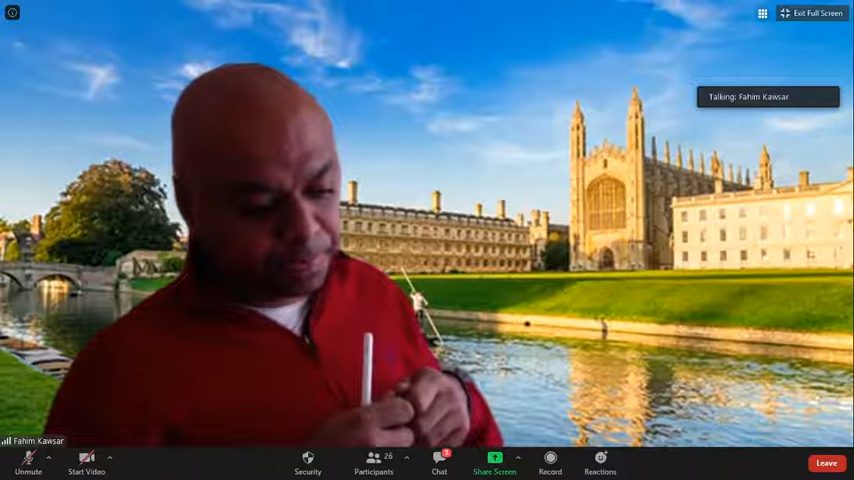 Exit Full Screen
Talking: Fahim Kawsar
Fahim Kawsar
Unmute
Start Video
Security
26
Participants
3
Chat
Share Screen
Record
Reactions
Leave